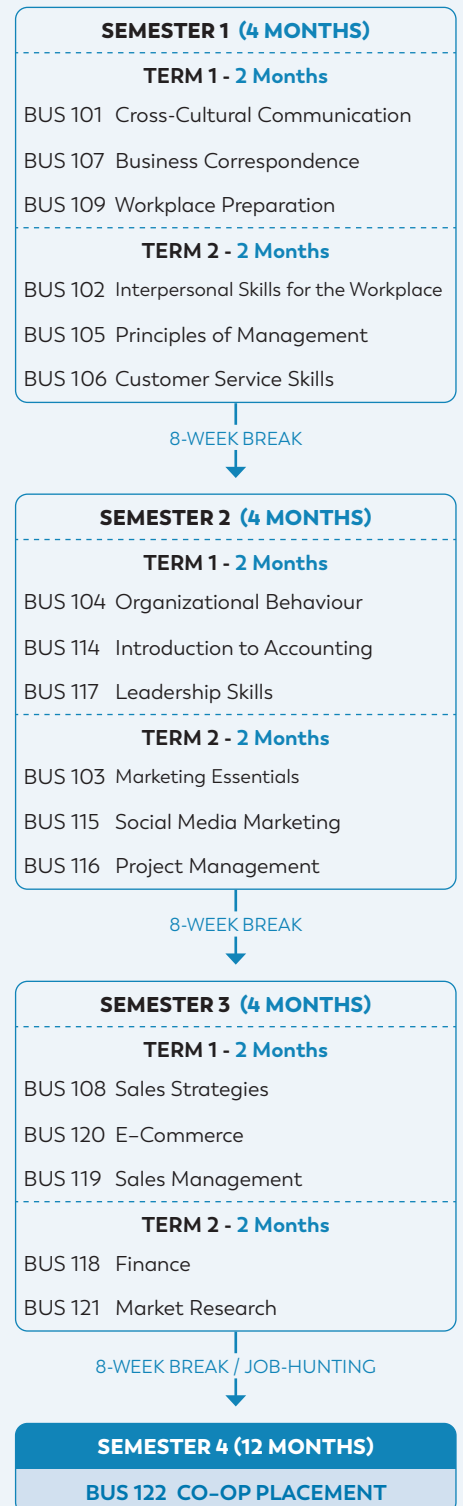 SEMESTER 1 (4 MONTHS)
TERM 1 - 2 Months
BUS 101 Cross-Cultural Communication
BUS 107 Business Correspondence
BUS 109 Workplace Preparation
TERM 2 - 2 Months
BUS 102 Interpersonal Skills for the Workplace
BUS 105 Principles of Management
BUS 106 Customer Service Skills
8-WEEK BREAK
SEMESTER 2 (4 MONTHS)
TERM 1 - 2 Months
BUS 104 Organizational Behaviour
BUS 114 Introduction to Accounting
BUS 117 Leadership Skills
TERM 2 - 2 Months
BUS 103 Marketing Essentials
BUS 115 Social Media Marketing
BUS 116 Project Management
8-WEEK BREAK
SEMESTER 3 (4 MONTHS)
TERM 1 - 2 Months
BUS 108 Sales Strategies
BUS 120 E-Commerce
BUS 119 Sales Management
TERM 2 - 2 Months
BUS 118 Finance
BUS 121 Market Research
8-WEEK BREAK / JOB-HUNTING
SEMESTER 4 (12 MONTHS)
BUS 122 CO-OP PLACEMENT